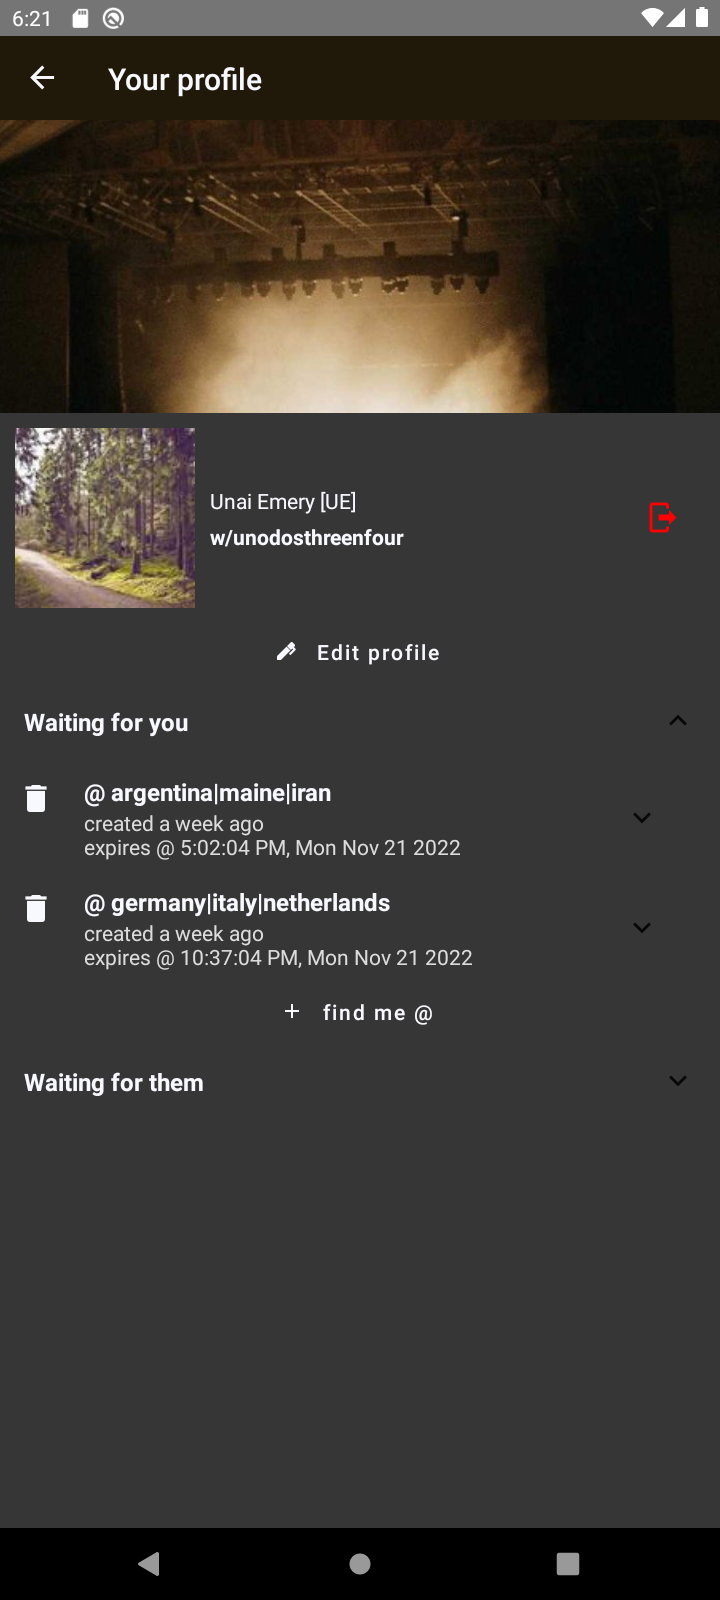 6:21
Your profile
Unai Emery [UE]
w/unodosthreenfour
Edit profile
Waiting for you
@ argentina|maine|iran
created a week ago
expires @ 5:02:04 PM, Mon Nov 21 2022
@ germany|italy|netherlands
created a week ago
expires @ 10:37:04 PM, Mon Nov 21 2022
+ find me @
Waiting for them